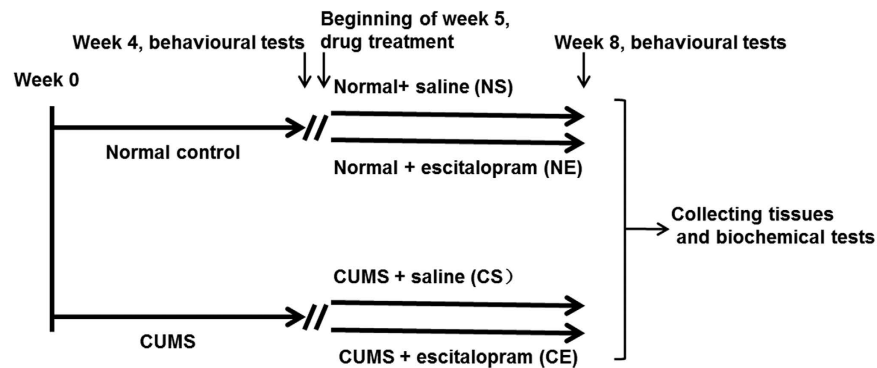 Beginning of week 5,
Week 4, behavioural tests
drug treatment
Week 8, behavioural tests
Week 0
Normal+ saline (NS)
Normal control
Normal + escitalopram (NE)
Collecting tissues
and biochemical tests
CUMS + saline (CS）
CUMS
CUMS + escitalopram (CE)